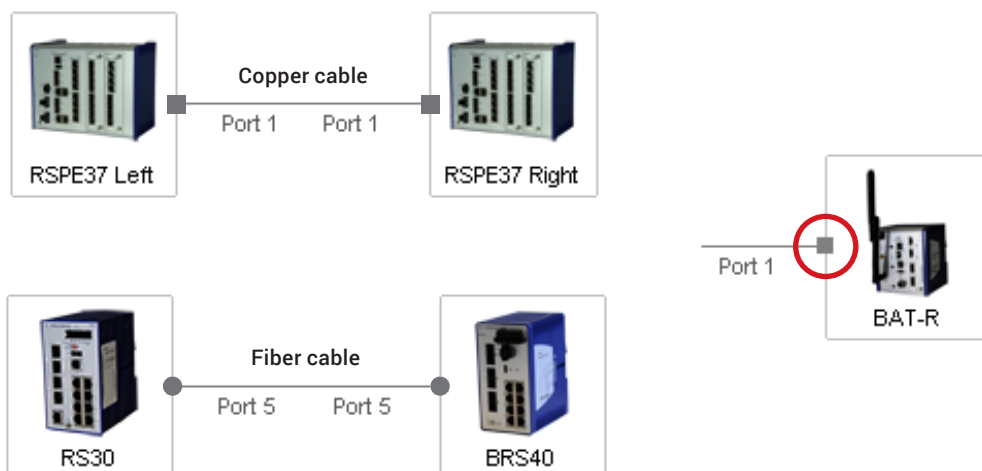 Copper cable
Port 1 Port 1
RSPE37 Left
RSPE37 Right
Port 1
BAT-R
Fiber cable
Port 5 Port 5
RS30
BRS40